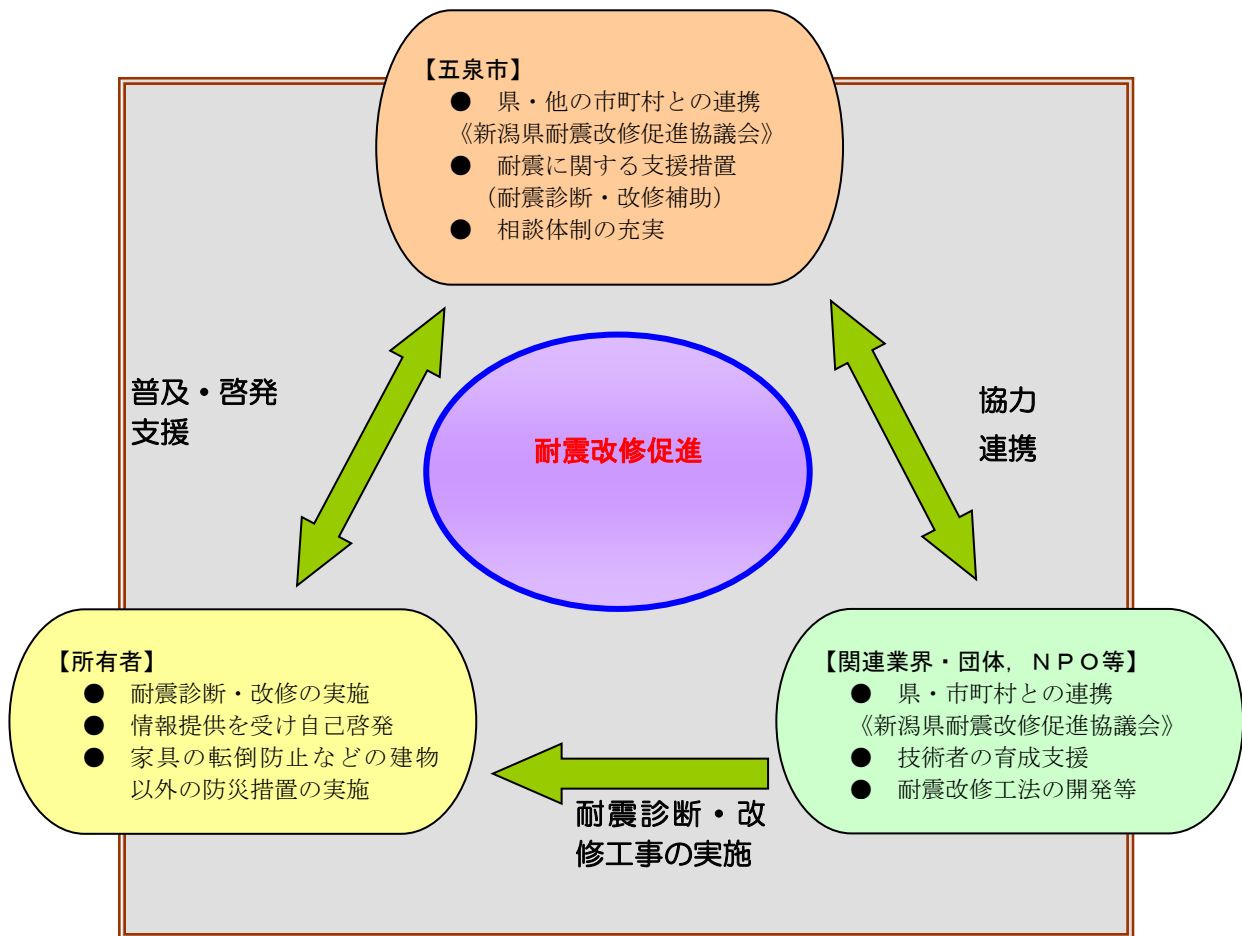 【五泉市】
●　県・他の市町村との連携
《新潟県耐震改修促進協議会》
●　耐震に関する支援措置
（耐震診断・改修補助）
●　相談体制の充実
普及・啓発
支援
協力
連携
耐震改修促進
【所有者】
●　耐震診断・改修の実施
●　情報提供を受け自己啓発
●　家具の転倒防止などの建物
以外の防災措置の実施
【関連業界・団体，ＮＰＯ等】
●　県・市町村との連携
《新潟県耐震改修促進協議会》
●　技術者の育成支援
●　耐震改修工法の開発等
耐震診断・改
修工事の実施